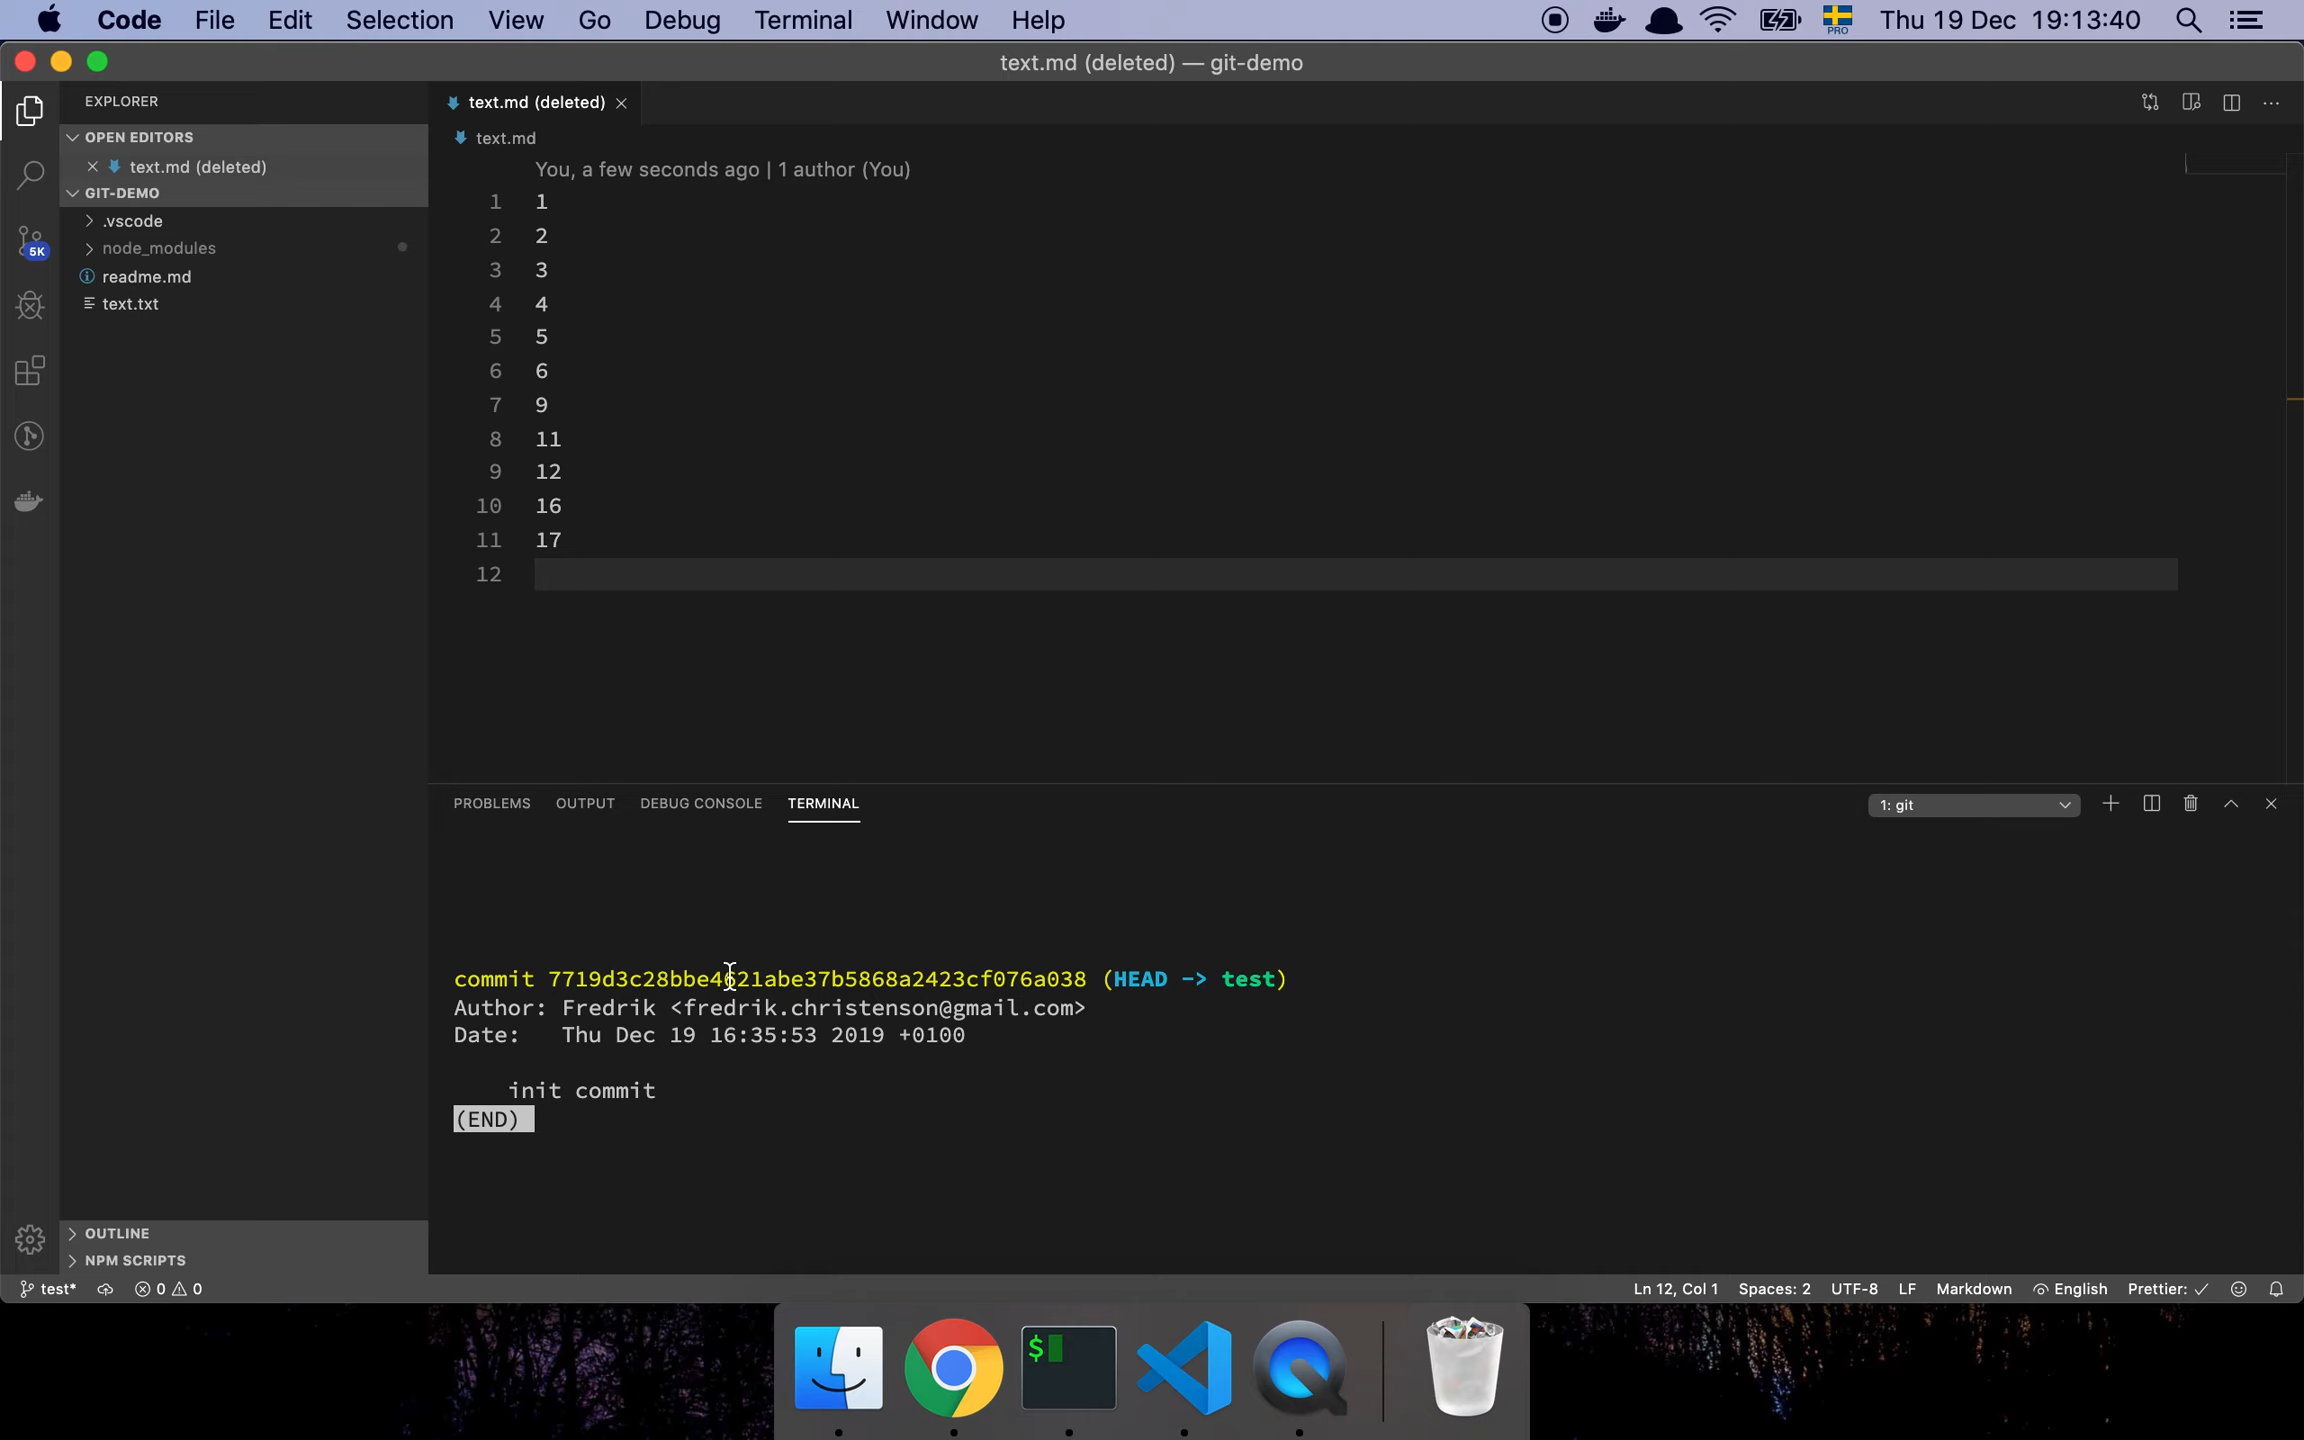 Code File Edit Selection View Go Debug Terminal Window Help PRO Thu 19 Dec 19:13:40
text.md (deleted) — git-demo
EXPLORER
OPEN EDITORS
text.md (deleted)
GIT-DEMO
.vscode
node_modules
readme.md
text.txt
5K
OUTLINE
NPM SCRIPTS
text.md (deleted)
text.md
You, a few seconds ago | 1 author (You)
1 1
2 2
3 3
4 4
5 5
6 6
7 9
8 11
9 12
10 16
11 17
12
PROBLEMS OUTPUT DEBUG CONSOLE TERMINAL 1: git
commit 7719d3c28bbe4621abe37b5868a2423cf076a038 (HEAD -> test)
Author: Fredrik <fredrik.christenson@gmail.com>
Date: Thu Dec 19 16:35:53 2019 +0100
init commit
(END)
test* 0 0 Ln 12, Col 1 Spaces: 2 UTF-8 LF Markdown English Prettier: ✓
$